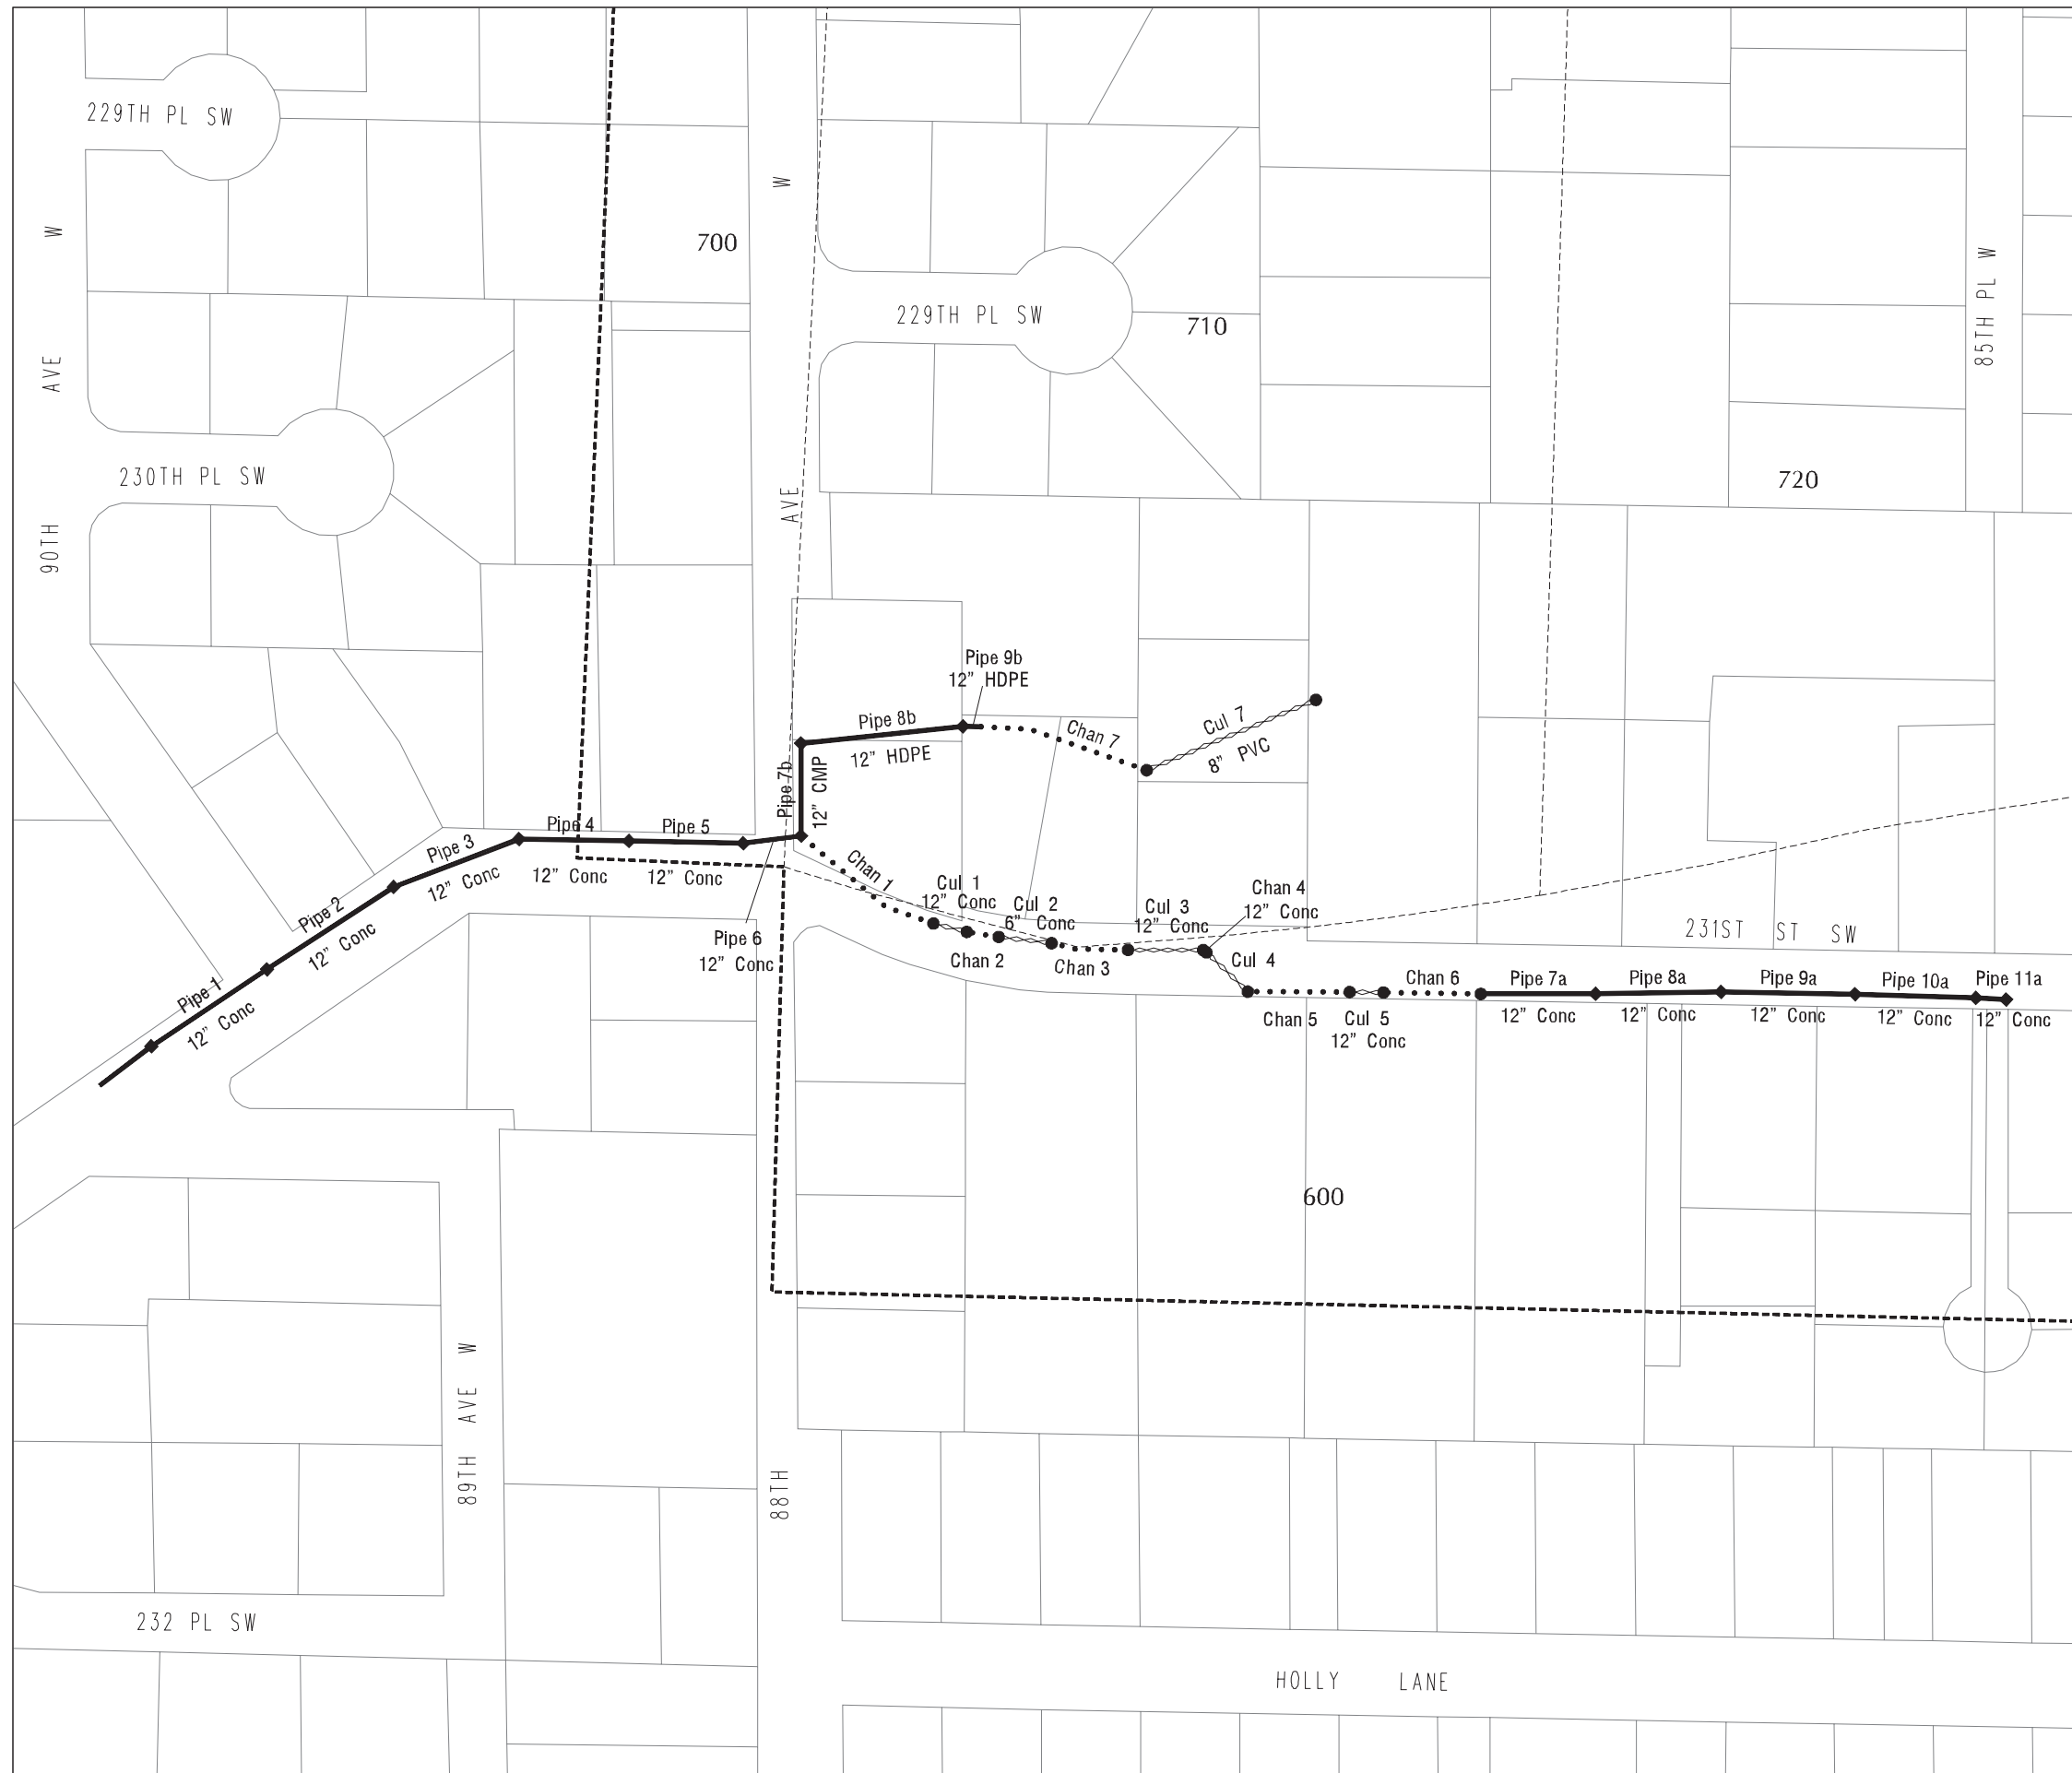 229TH PL SW
W
W
700
AVE
90TH
229TH PL SW
710
85TH PL W
230TH PL SW
AVE
720
Pipe 9b
12” HDPE
Pipe 8b
12” HDPE
Chan 7
Cul 7
8” PVC
Pipe 7b
12” CMP
Pipe 4
12” Conc
Pipe 5
12” Conc
Pipe 3
12” Conc
Pipe 2
12” Conc
Pipe 1
12” Conc
Pipe 6
12” Conc
Chan 1
Cul 1
12” Conc
Cul 2
6” Conc
Chan 2
Chan 3
Cul 3
12” Conc
Chan 4
12” Conc
Cul 4
Chan 5
Cul 5
12” Conc
Chan 6
231ST ST SW
Pipe 7a
12” Conc
Pipe 8a
12” Conc
Pipe 9a
12” Conc
Pipe 10a
12” Conc
Pipe 11a
12” Conc
600
89TH AVE W
88TH
232 PL SW
HOLLY LANE